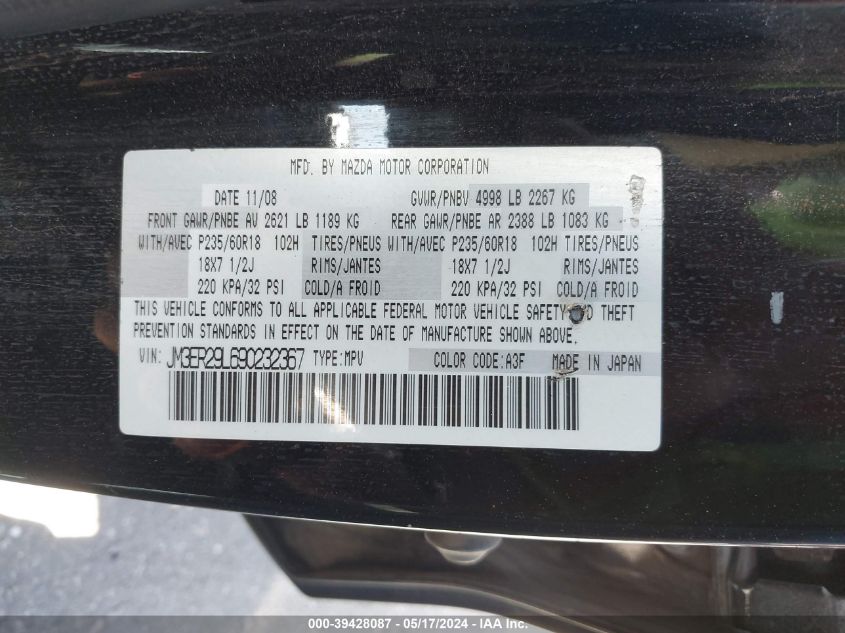 MFD. BY MAZDA MOTOR CORPORATION
DATE 11/08 GVWR/PNBV 4998 LB 2267 KG
FRONT GAWR/PNBE AV 2621 LB 1189 KG REAR GAWR/PNBE AR 2388 LB 1083 KG
WITH/AVEC P235/60R18 102H TIRES/PNEUS WITH/AVEC P235/60R18 102H TIRES/PNEUS
18X7 1/2J RIMS/JANTES 18X7 1/2J RIMS/JANTES
220 KPA/32 PSI COLD/A FROID 220 KPA/32 PSI COLD/A FROID
THIS VEHICLE CONFORMS TO ALL APPLICABLE FEDERAL MOTOR VEHICLE SAFETY THEFT
PREVENTION STANDARDS IN EFFECT ON THE DATE OF MANUFACTURE SHOWN ABOVE.
VIN: JM3ER29L690232367 TYPE:MPV COLOR CODE:A3F MADE IN JAPAN
000-39428087 - 05/17/2024 - IAA Inc.